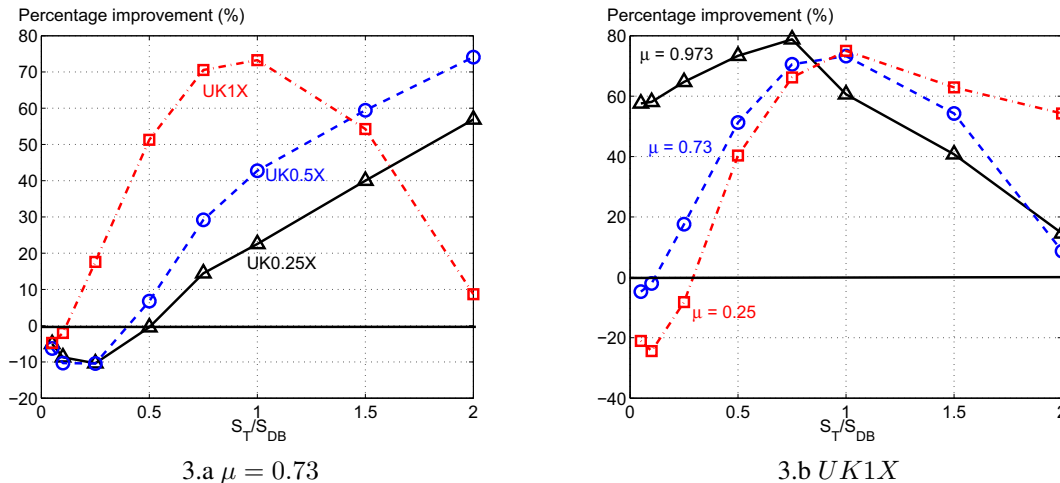 Percentage improvement (%)
80
70
60
50
40
30
20
10
0
−10
−20
0
0.5
1
1.5
2
S_T/S_DB
UK1X
UK0.5X
UK0.25X
3.a μ = 0.73
Percentage improvement (%)
80
60
40
20
0
−20
−40
0
0.5
1
1.5
2
S_T/S_DB
μ = 0.973
μ = 0.73
μ = 0.25
3.b UK1X